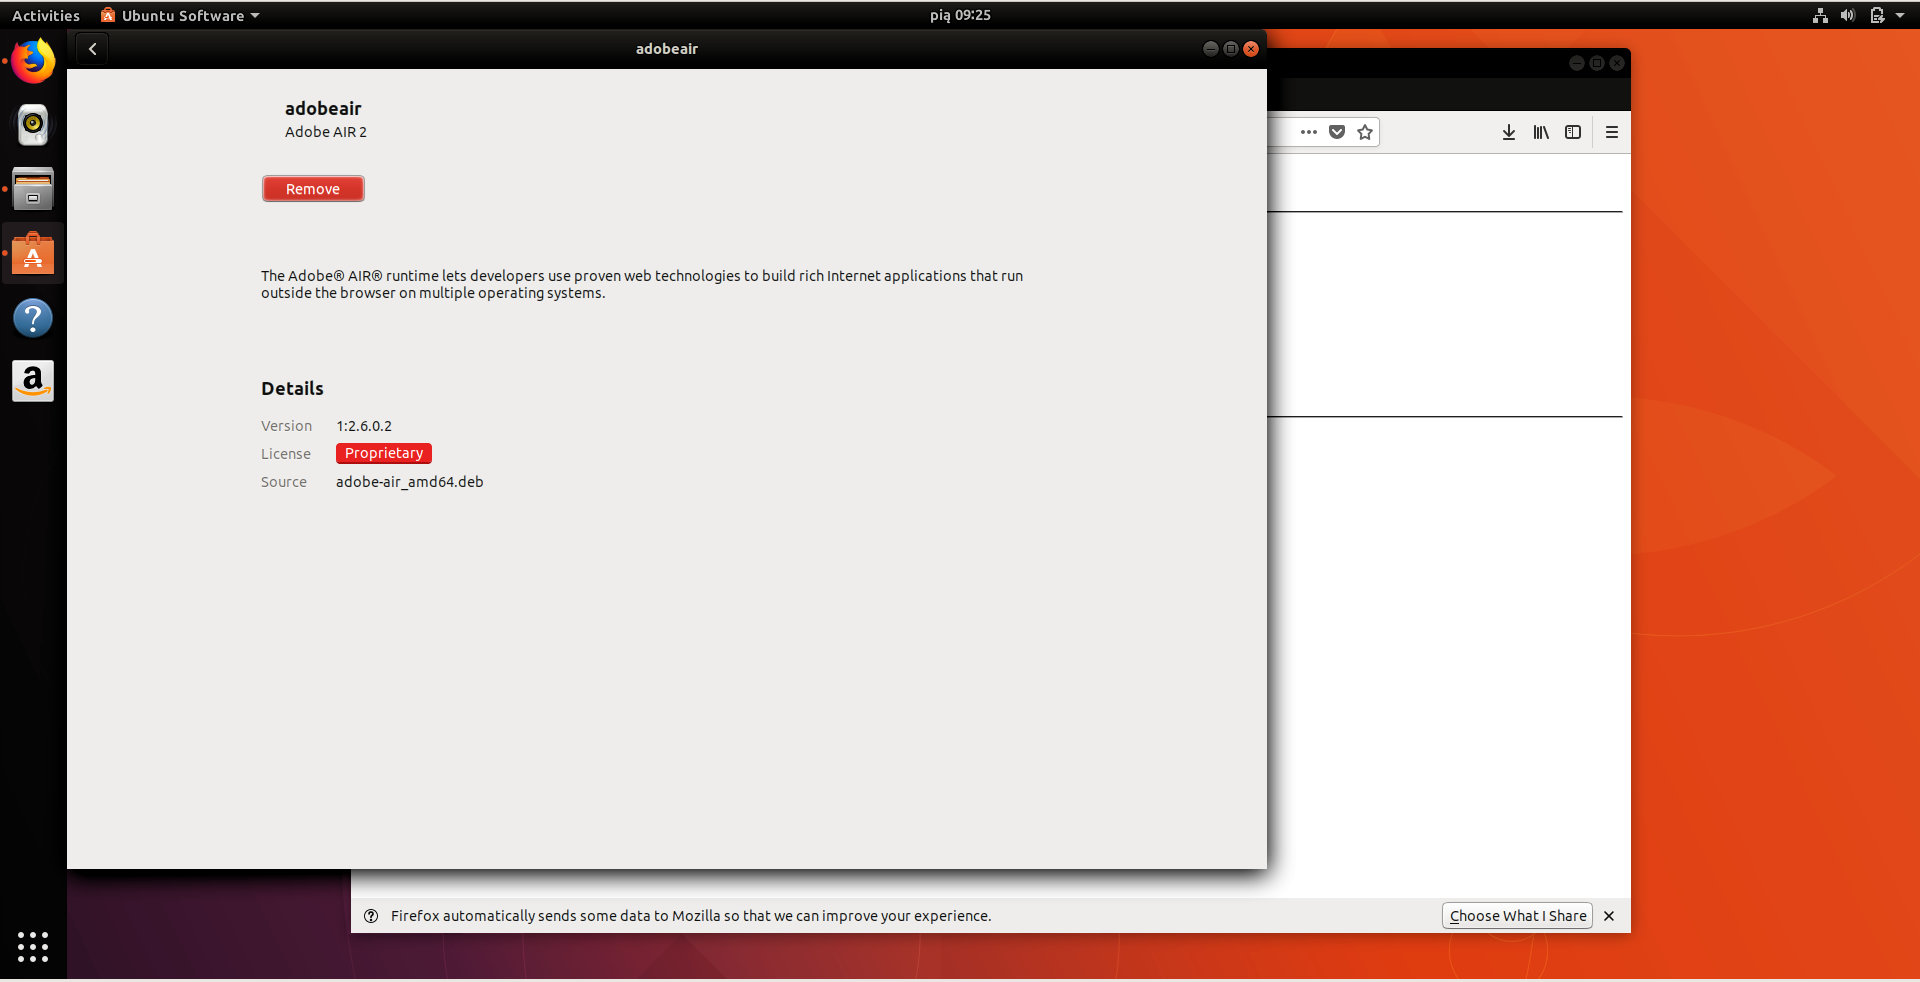 Activities
Ubuntu Software
pią 09:25
adobeair
adobeair
Adobe AIR 2
Remove
The Adobe® AIR® runtime lets developers use proven web technologies to build rich Internet applications that run
outside the browser on multiple operating systems.
Details
Version 1:2.6.0.2
License Proprietary
Source adobe-air_amd64.deb
Firefox automatically sends some data to Mozilla so that we can improve your experience.
Choose What I Share